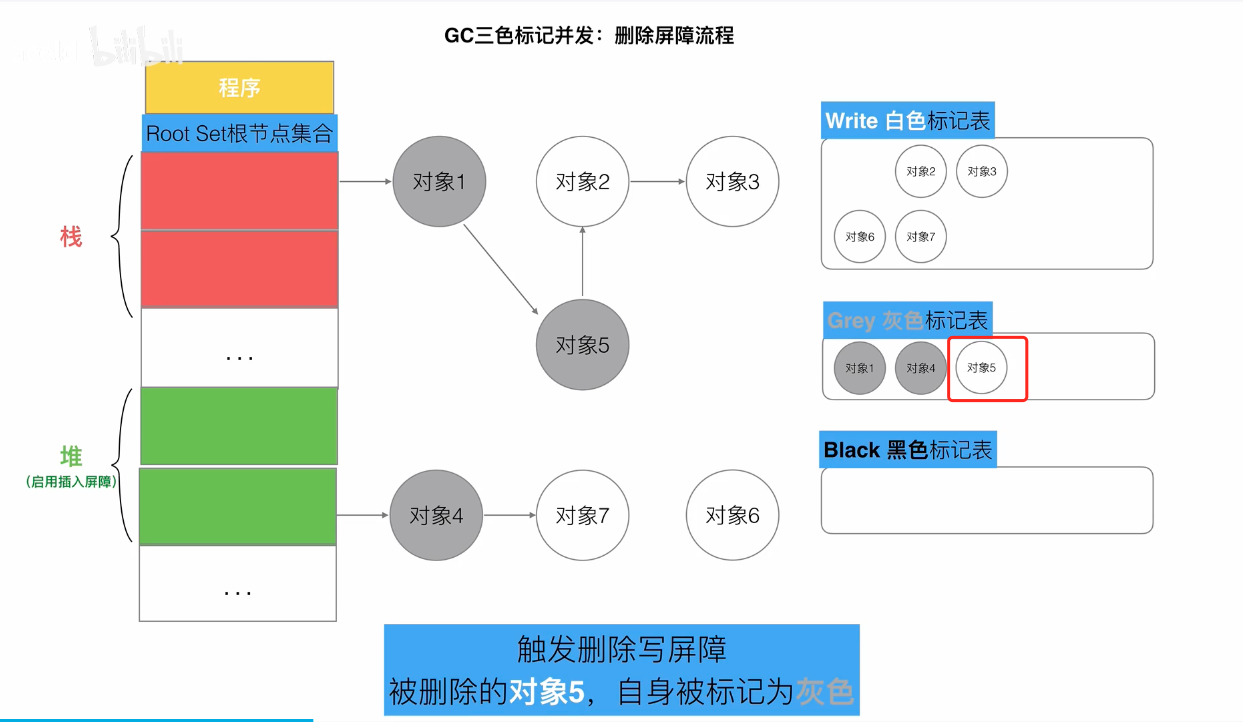 GC三色标记并发：删除屏障流程
bilibili
程序
Root Set根节点集合
栈
...
堆
(启用插入屏障)
...
对象1
对象2
对象3
对象5
对象4
对象7
对象6
Write 白色标记表
对象2
对象3
对象6
对象7
Grey 灰色标记表
对象1
对象4
对象5
Black 黑色标记表
触发删除写屏障
被删除的对象5，自身被标记为灰色